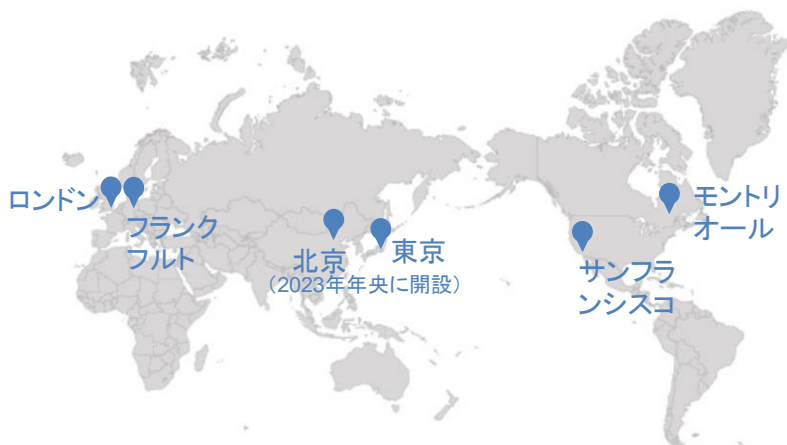 ロンドン
フランク
フルト
北京
（2023年年央に開設）
東京
サンフラ
ンシスコ
モントリ
オール